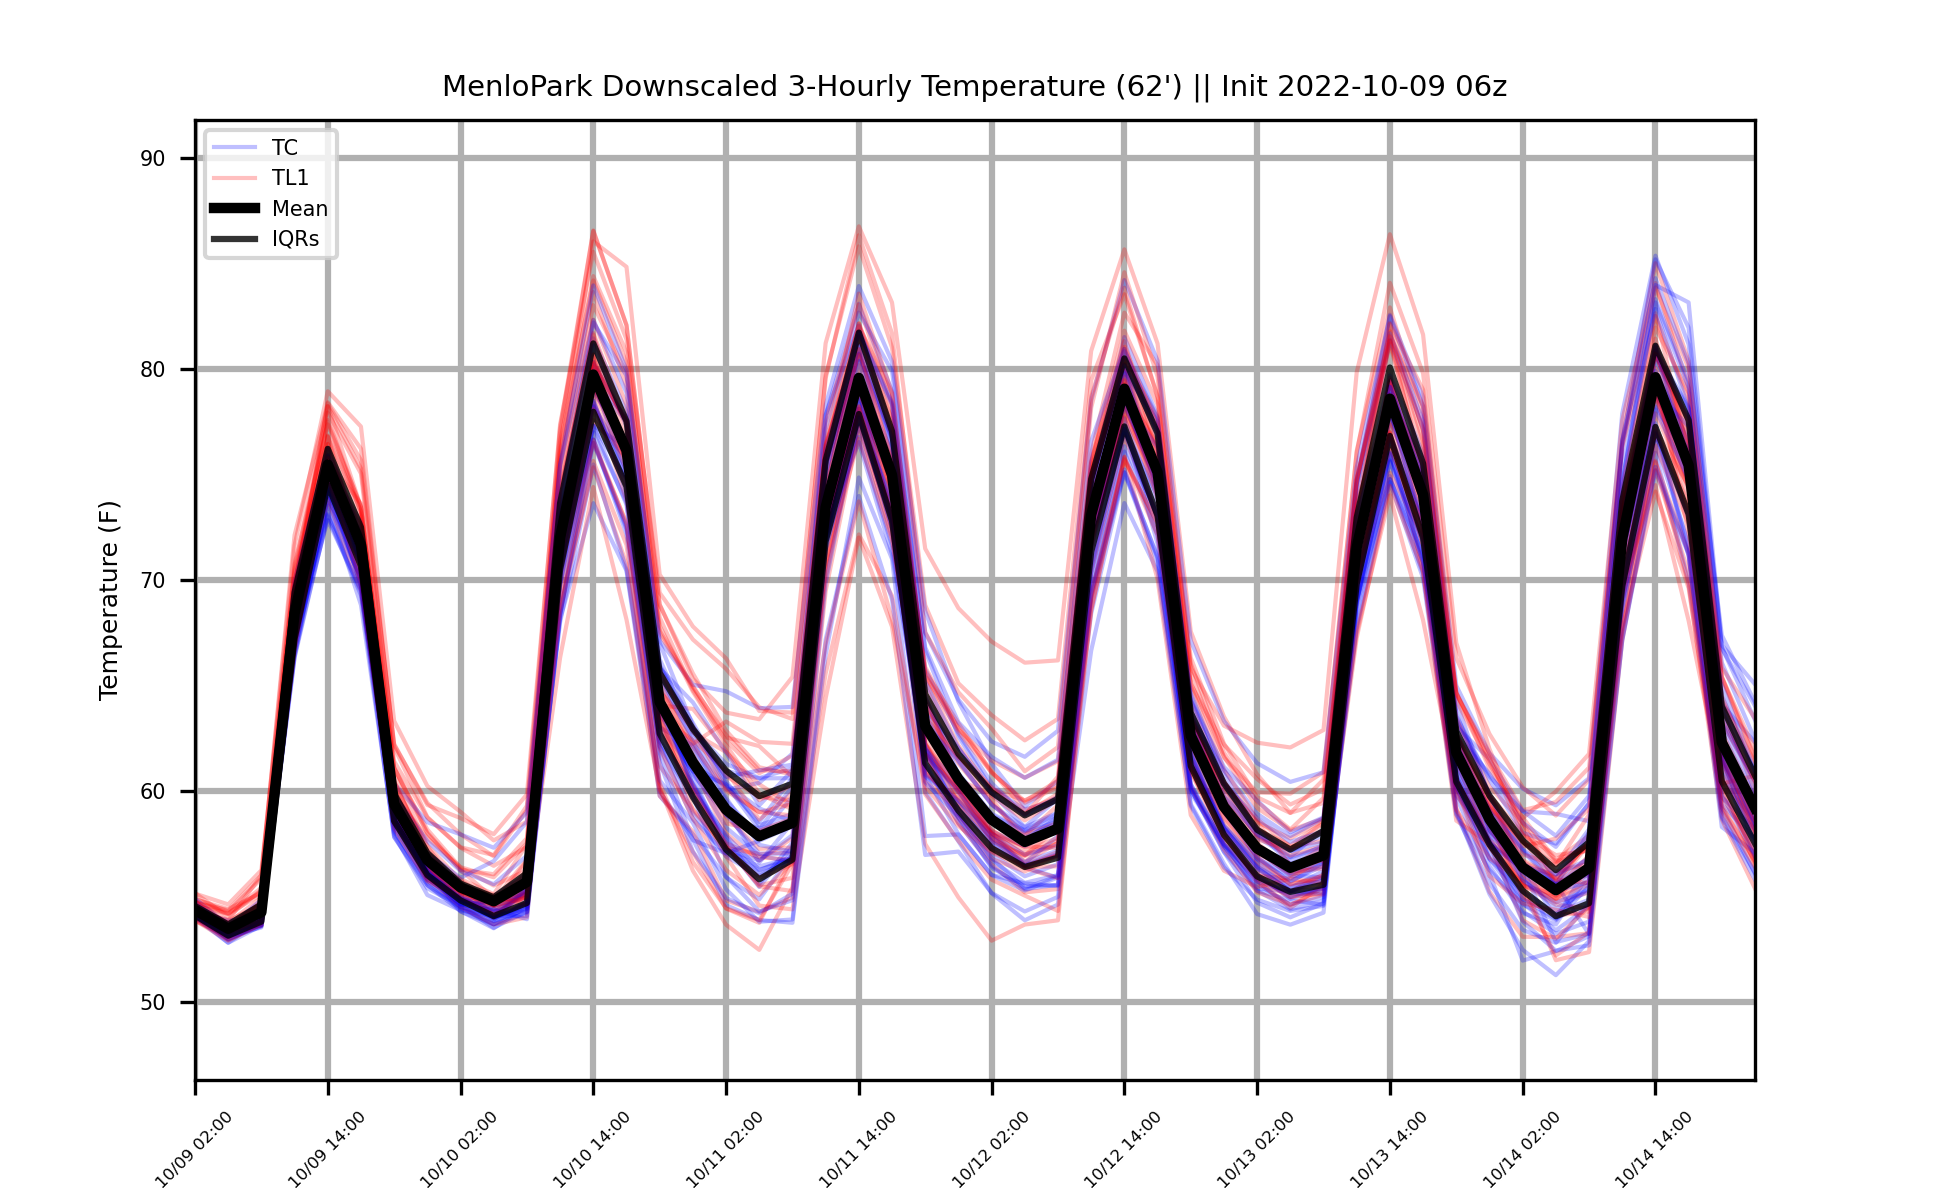 MenloPark Downscaled 3-Hourly Temperature (62') || Init 2022-10-09 06z
TC
TL1
Mean
IQRs
Temperature (F)
90
80
70
60
50
10/09 02:00
10/09 14:00
10/10 02:00
10/10 14:00
10/11 02:00
10/11 14:00
10/12 02:00
10/12 14:00
10/13 02:00
10/13 14:00
10/14 02:00
10/14 14:00